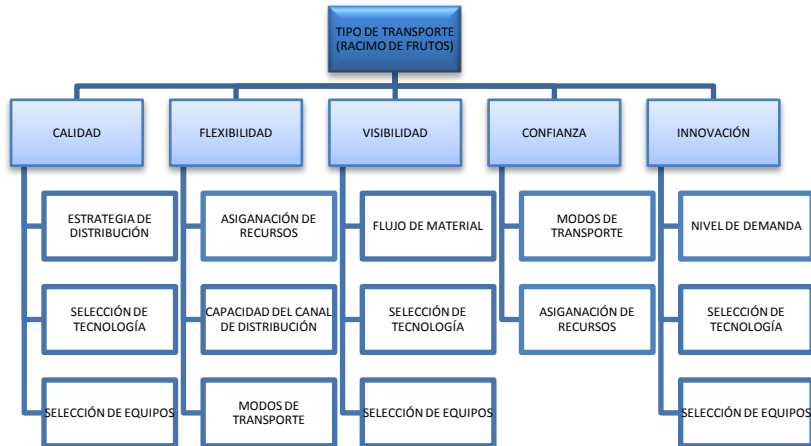 TIPO DE TRANSPORTE
(RACIMO DE FRUTOS)
CALIDAD
FLEXIBILIDAD
VISIBILIDAD
CONFIANZA
INNOVACIÓN
ESTRATEGIA DE
DISTRIBUCIÓN
ASIGANACIÓN DE
RECURSOS
FLUJO DE MATERIAL
MODOS DE
TRANSPORTE
NIVEL DE DEMANDA
SELECCIÓN DE
TECNOLOGÍA
CAPACIDAD DEL CANAL
DE DISTRIBUCIÓN
SELECCIÓN DE
TECNOLOGÍA
ASIGANACIÓN DE
RECURSOS
SELECCIÓN DE
TECNOLOGÍA
SELECCIÓN DE EQUIPOS
MODOS DE
TRANSPORTE
SELECCIÓN DE EQUIPOS
SELECCIÓN DE EQUIPOS